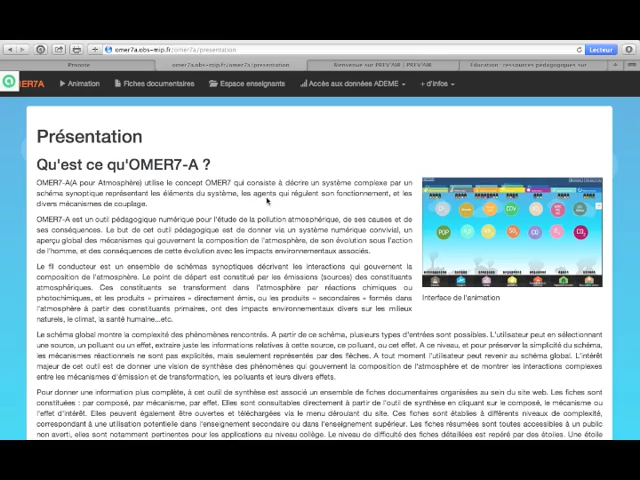 omer7a.obs-mip.fr/omer7a/presentation
Lecteur
Pronote
omer7a.obs-mip.fr/omer7a/presentation
Bienvenue sur PREV'AIR | PREV'AIR
Education : ressources pédagogiques sur
MER7A
Animation
Fiches documentaires
Espace enseignants
Accès aux données ADEME
+ d'infos
Présentation
Qu'est ce qu'OMER7-A ?
OMER7-A(A pour Atmosphère) utilise le concept OMER7 qui consiste à décrire un système complexe par un
schéma synoptique représentant les éléments du système, les agents qui régulent son fonctionnement, et les
divers mécanismes de couplage.
OMER7-A est un outil pédagogique numérique pour l'étude de la pollution atmosphérique, de ses causes et de
ses conséquences. Le but de cet outil pédagogique est de donner via un système numérique convivial, un
aperçu global des mécanismes qui gouvernent la composition de l'atmosphère, de son évolution sous l'action
de l'homme, et des conséquences de cette évolution avec les impacts environnementaux associés.
Le fil conducteur est un ensemble de schémas synoptiques décrivant les interactions qui gouvernent la
composition de l'atmosphère. Le point de départ est constitué par les émissions (sources) des constituants
atmosphériques. Ces constituants se transforment dans l'atmosphère par réactions chimiques ou
photochimiques, et les produits « primaires » directement émis, ou les produits « secondaires » formés dans
l'atmosphère à partir des constituants primaires, ont des impacts environnementaux divers sur les milieux
naturels, le climat, la santé humaine...etc.
Interface de l'animation
Le schéma global montre la complexité des phénomènes rencontrés. A partir de ce schéma, plusieurs types d'entrées sont possibles. L'utilisateur peut en sélectionnant
une source, un polluant ou un effet, extraire juste les informations relatives à cette source, ce polluant, ou cet effet. A ce niveau, et pour préserver la simplicité du schéma,
les mécanismes réactionnels ne sont pas explicités, mais seulement représentés par des flèches. A tout moment l'utilisateur peut revenir au schéma global. L'intérêt
majeur de cet outil est de donner une vision de synthèse des phénomènes qui gouvernent la composition de l'atmosphère et de montrer les interactions complexes
entre les mécanismes d'émission et de transformation, les polluants et leurs divers effets.
Pour donner une information plus complète, à cet outil de synthèse est associé un ensemble de fiches documentaires organisées au sein du site web. Les fiches sont
constituées : par composé, par mécanisme, par effet. Elles sont consultables directement à partir de l'outil de synthèse en cliquant sur le composé, le mécanisme ou
l'effet d'intérêt. Elles peuvent également être ouvertes et téléchargées via le menu déroulant du site. Ces fiches sont établies à différents niveaux de complexité,
correspondant à une utilisation potentielle dans l'enseignement secondaire ou dans l'enseignement supérieur. Les fiches résumées sont toutes accessibles à un public
non averti, elles sont notamment pertinentes pour les applications au niveau collège. Le niveau de difficulté des fiches détaillées est repéré par des étoiles. Une étoile